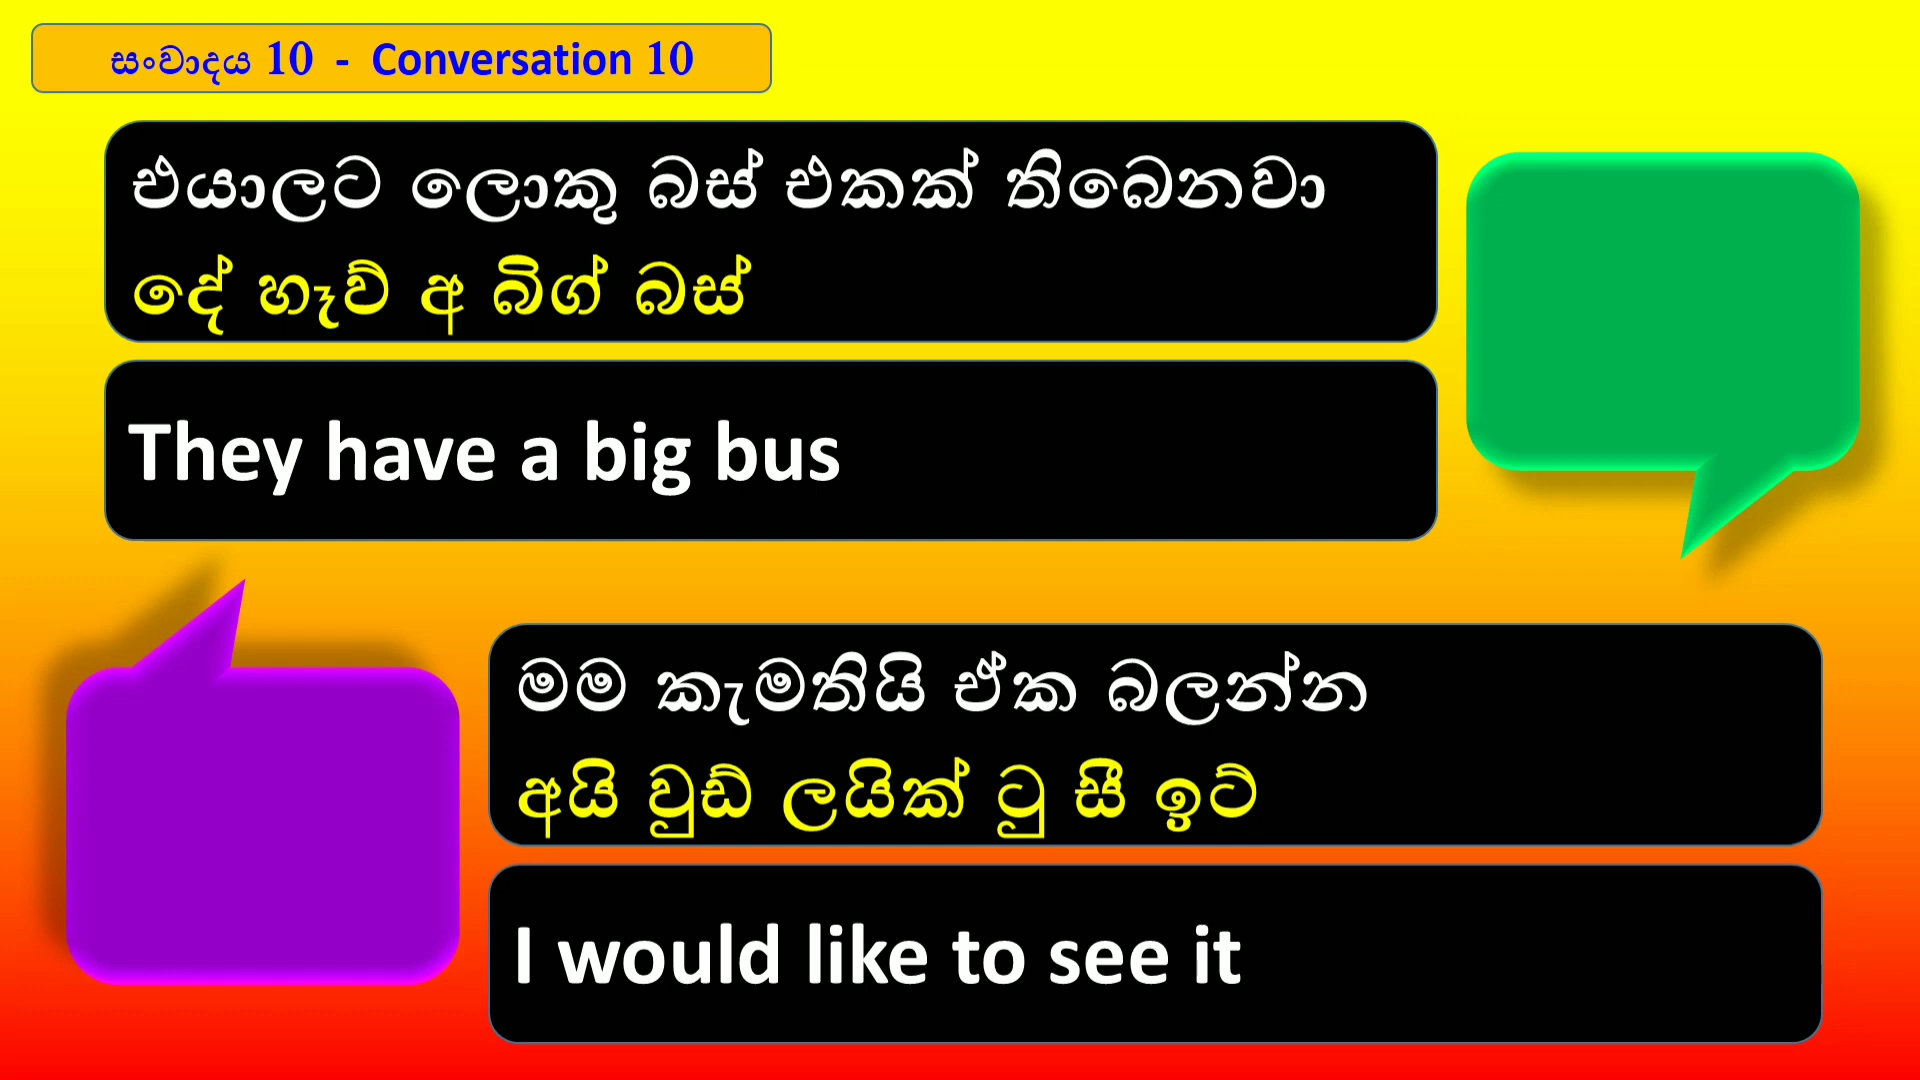 සංවාදය 10 - Conversation 10
එයාලට ලොකු බස් එකක් තිබෙනවා
දේ හෑව් අ බිග් බස්
They have a big bus
මම කැමතියි ඒක බලන්න
අයි වුඩ් ලයික් ටු සී ඉට්
I would like to see it